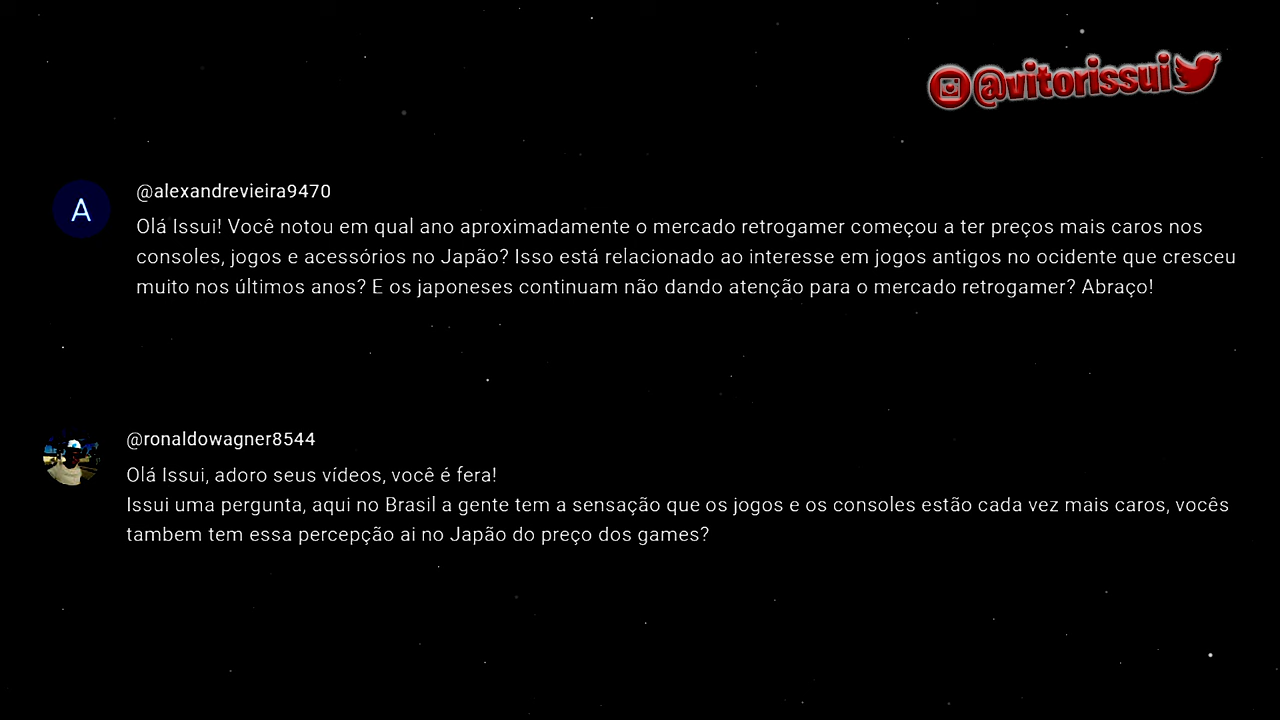 @vitorissui
@alexandrevieira9470
A
Olá Issui! Você notou em qual ano aproximadamente o mercado retrogamer começou a ter preços mais caros nos
consoles, jogos e acessórios no Japão? Isso está relacionado ao interesse em jogos antigos no ocidente que cresceu
muito nos últimos anos? E os japoneses continuam não dando atenção para o mercado retrogamer? Abraço!
@ronaldowagner8544
Olá Issui, adoro seus vídeos, você é fera!
Issui uma pergunta, aqui no Brasil a gente tem a sensação que os jogos e os consoles estão cada vez mais caros, vocês
tambem tem essa percepção ai no Japão do preço dos games?